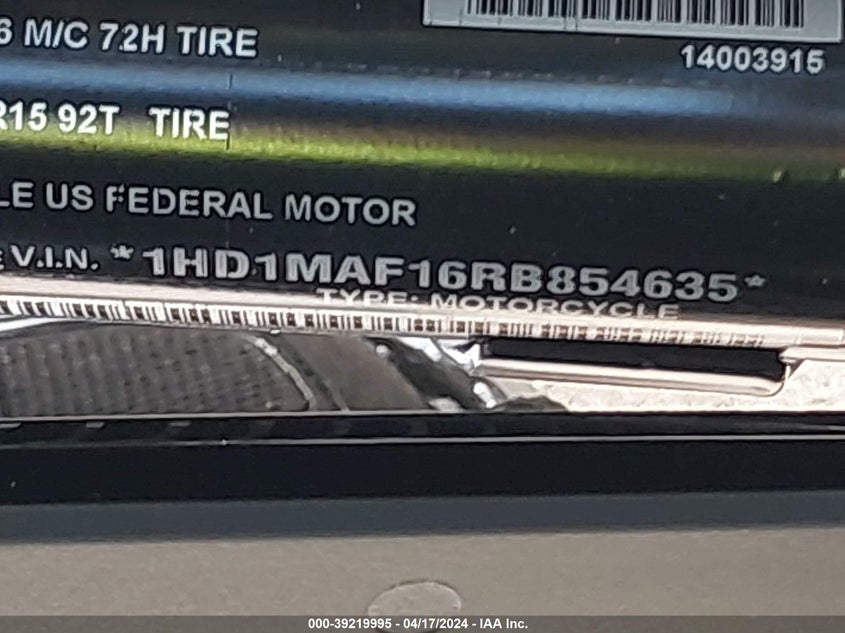 6 M/C 72H TIRE
14003915
R15 92T TIRE
LE US FEDERAL MOTOR
V.I.N. *1HD1MAF16RB854635*
TYPE: MOTORCYCLE
000-39219995 - 04/17/2024 - IAA Inc.